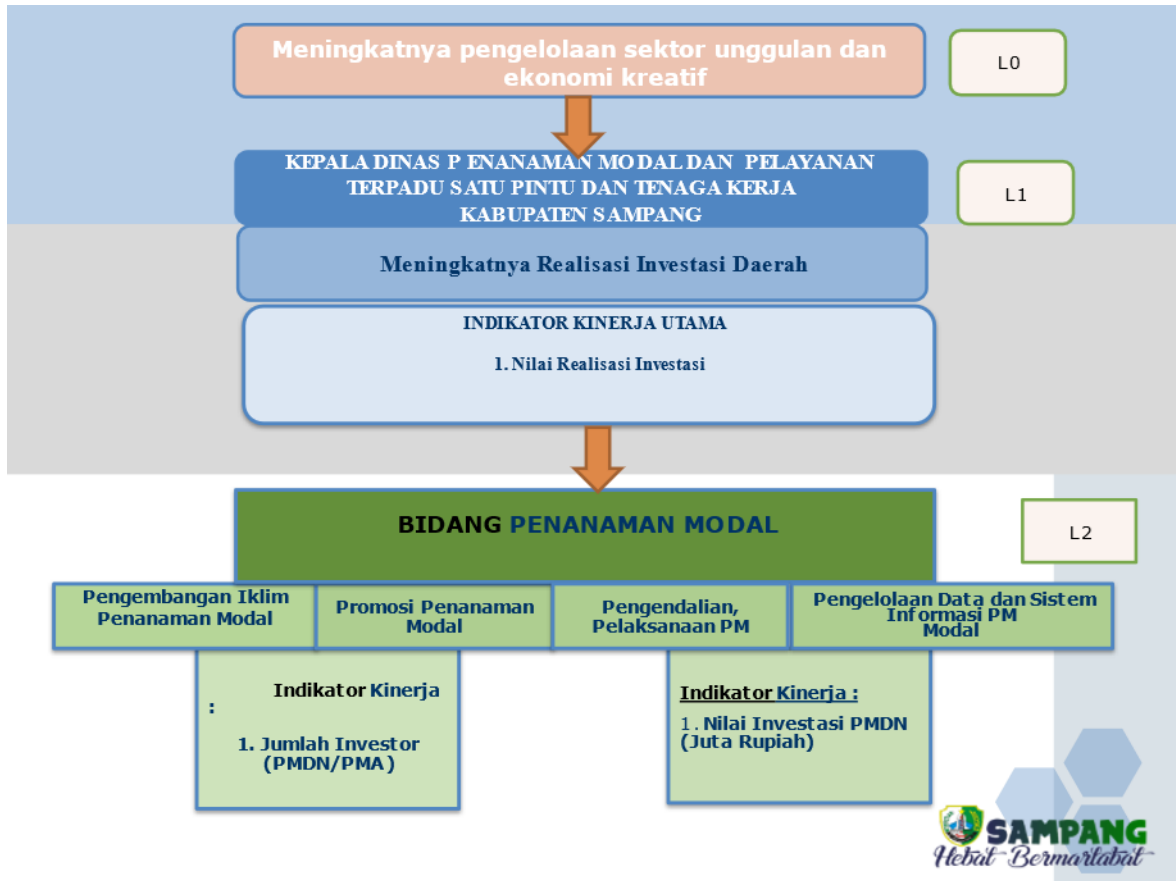 Meningkatnya pengelolaan sektor unggulan dan
ekonomi kreatif
L0
KEPALA DINAS P ENANAMAN MODAL DAN PELAYANAN
TERPADU SATU PINTU DAN TENAGA KERJA
KABUPATEN SAMPANG
L1
Meningkatnya Realisasi Investasi Daerah
INDIKATOR KINERJA UTAMA
1. Nilai Realisasi Investasi
BIDANG PENANAMAN MODAL
L2
Pengembangan Iklim
Penanaman Modal
Promosi Penanaman
Modal
Pengendalian,
Pelaksanaan PM
Pengelolaan Data dan Sistem
Informasi PM
Modal
Indikator Kinerja
:
1. Jumlah Investor
(PMDN/PMA)
Indikator Kinerja :
1. Nilai Investasi PMDN
(Juta Rupiah)
SAMPANG
Hebat Bermartabat